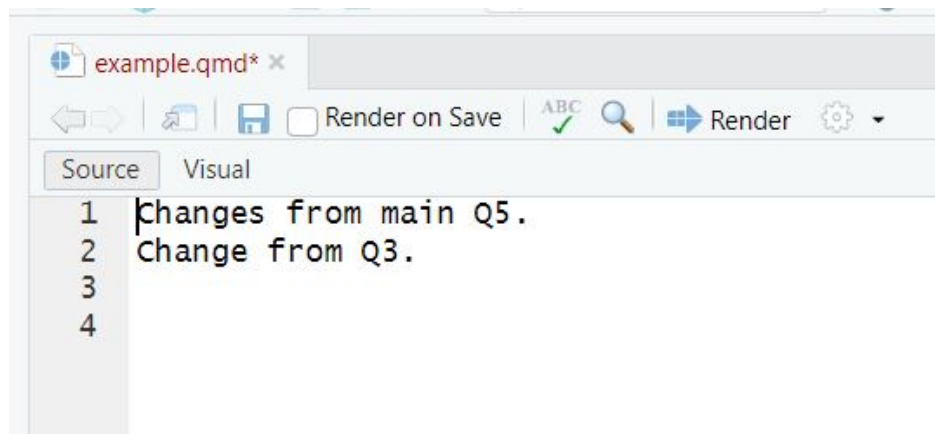 example.qmd*
Render on Save ABC Render
Source Visual
1 Changes from main Q5.
2 Change from Q3.
3
4